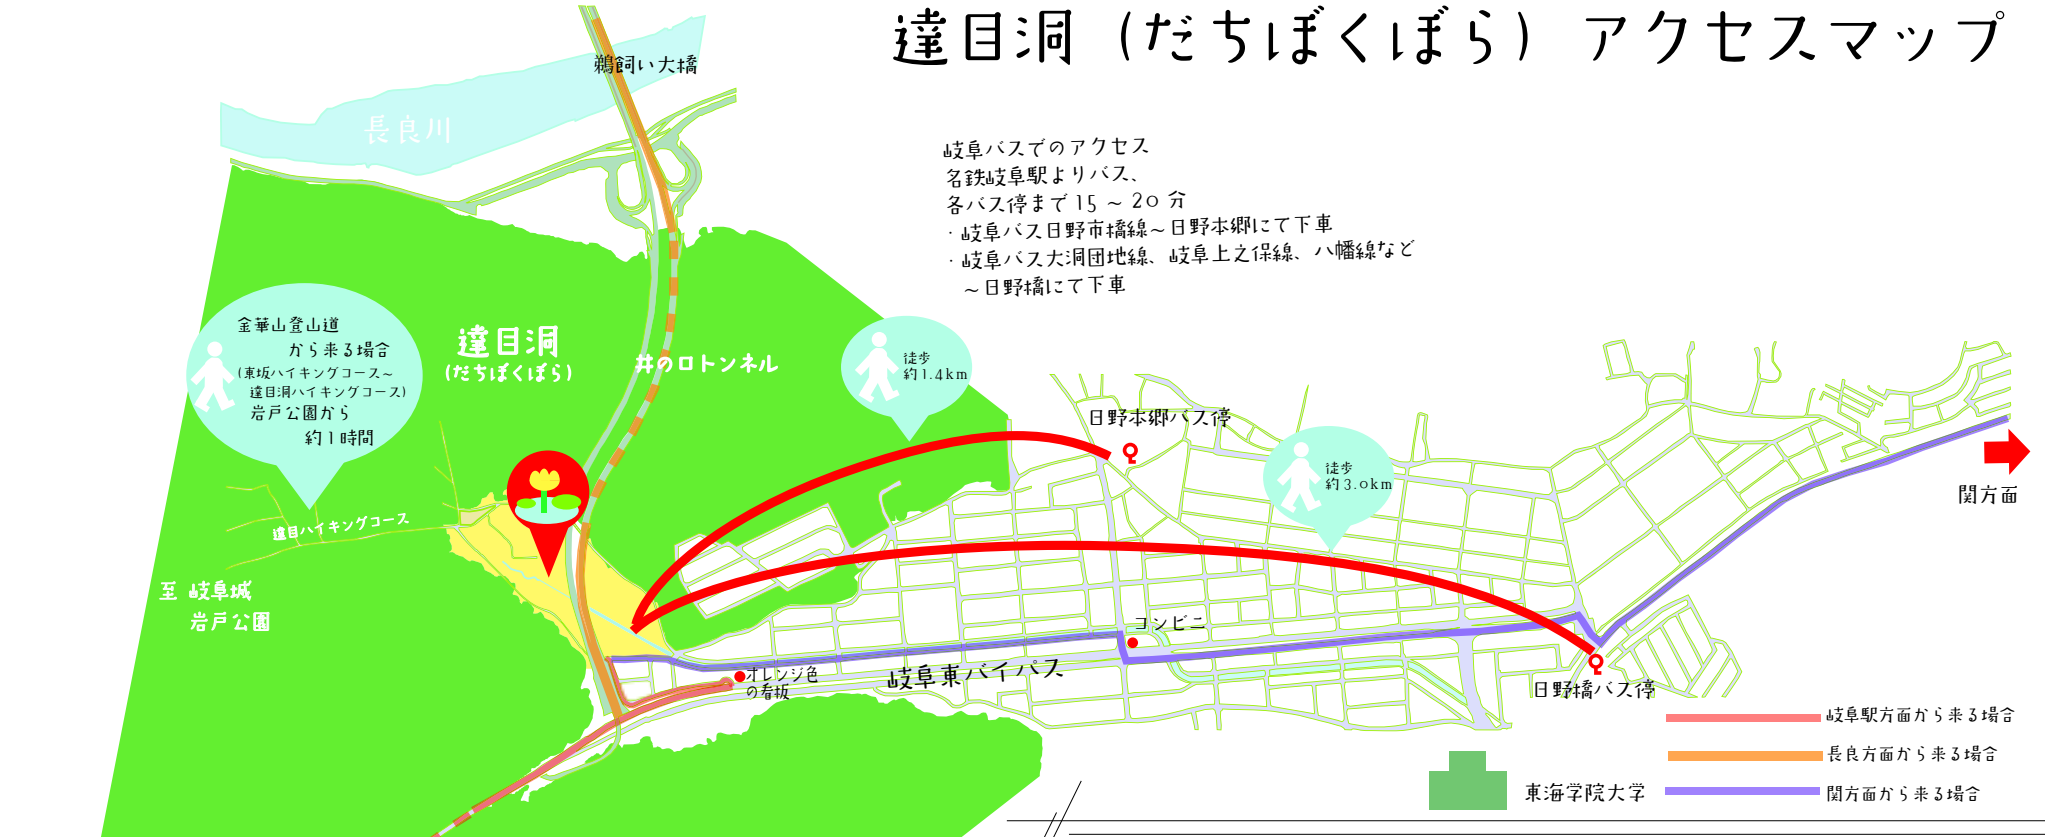 達目洞（だちぼくぼら）アクセスマップ
鵜飼い大橋
長良川
岐阜バスでのアクセス
名鉄岐阜駅よりバス、
各バス停まで15～20分
・岐阜バス日野市橋線～日野本郷にて下車
・岐阜バス大洞団地線、岐阜上之保線、八幡線など
～日野橋にて下車
金華山登山道
から来る場合
(東坂ハイキングコース～
達目洞ハイキングコース)
岩戸公園から
約1時間
達目洞
(だちぼくぼら)
井の口トンネル
徒歩
約1.4km
日野本郷バス停
徒歩
約3.0km
関方面
達目ハイキングコース
至 岐阜城
岩戸公園
コンビニ
オレンジ色
の看板
岐阜東バイパス
日野橋バス停
岐阜駅方面から来る場合
長良方面から来る場合
関方面から来る場合
東海学院大学